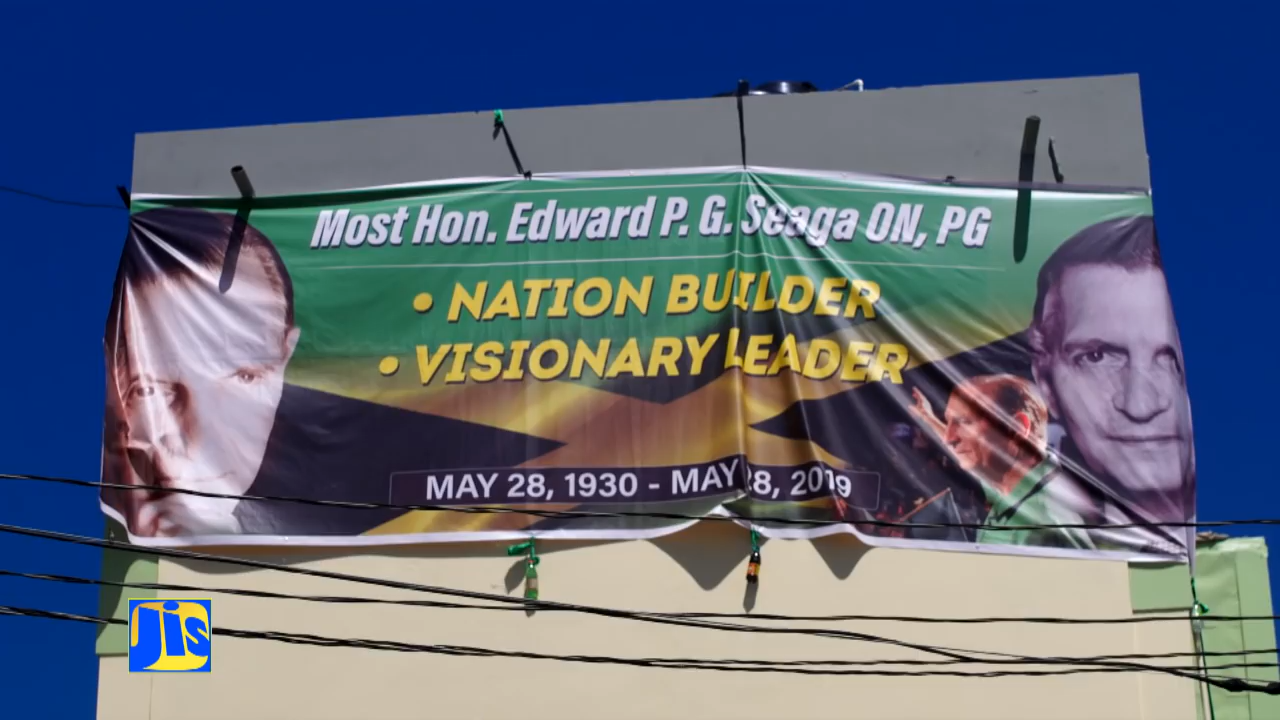 Most Hon. Edward P. G. Seaga ON, PG
• NATION BUILDER
• VISIONARY LEADER
MAY 28, 1930 - MAY 28, 2019
Jis